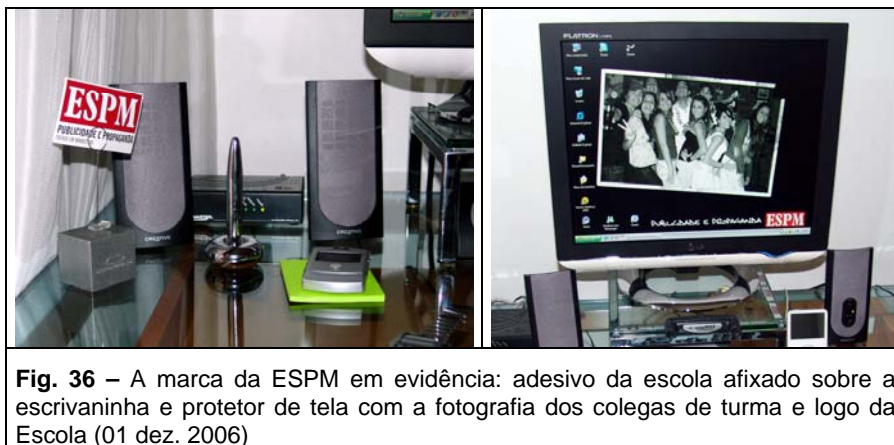 ESPM
PUBLICIDADE E PROPAGANDA
CREATIVE
CREATIVE
FLATRON
PUBLICIDADE E PROPAGANDA ESPM
LG
Fig. 36 – A marca da ESPM em evidência: adesivo da escola afixado sobre a
escrivaninha e protetor de tela com a fotografia dos colegas de turma e logo da
Escola (01 dez. 2006)